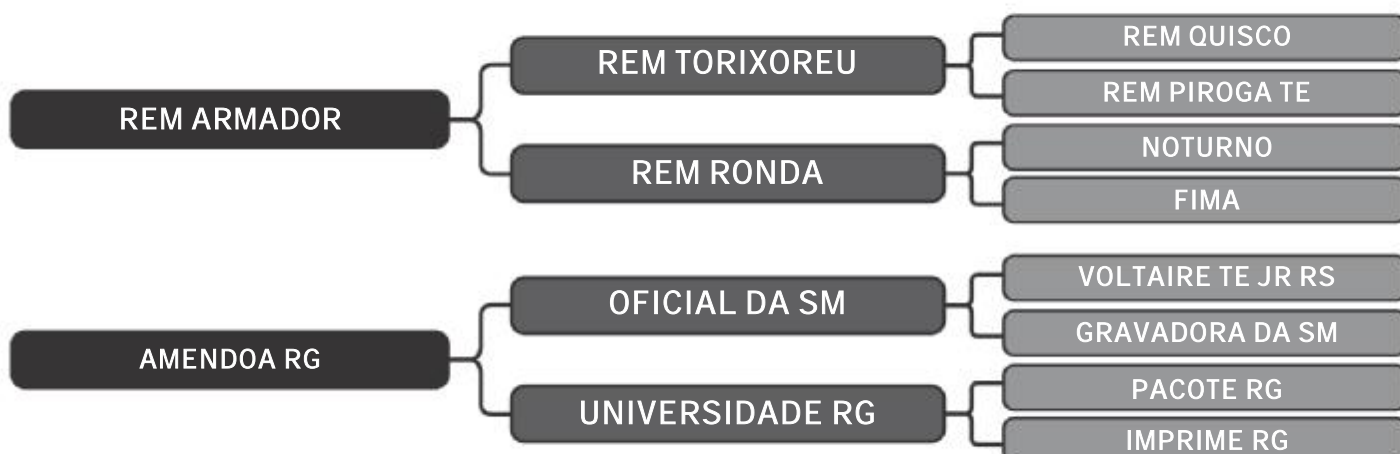 REM ARMADOR
REM TORIXOREU
REM QUISCO
REM PIROGA TE
REM RONDA
NOTURNO
FIMA
AMENDOA RG
OFICIAL DA SM
VOLTAIRE TE JR RS
GRAVADORA DA SM
UNIVERSIDADE RG
PACOTE RG
IMPRIME RG